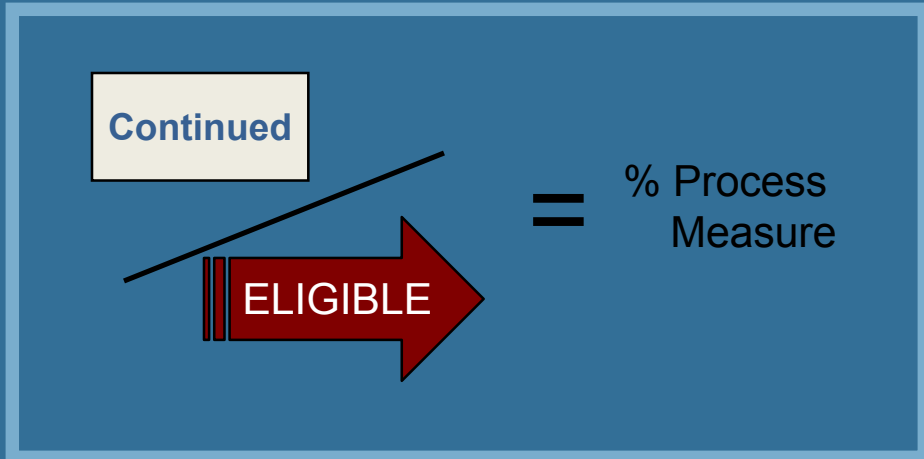 Continued
ELIGIBLE
=
% Process
Measure